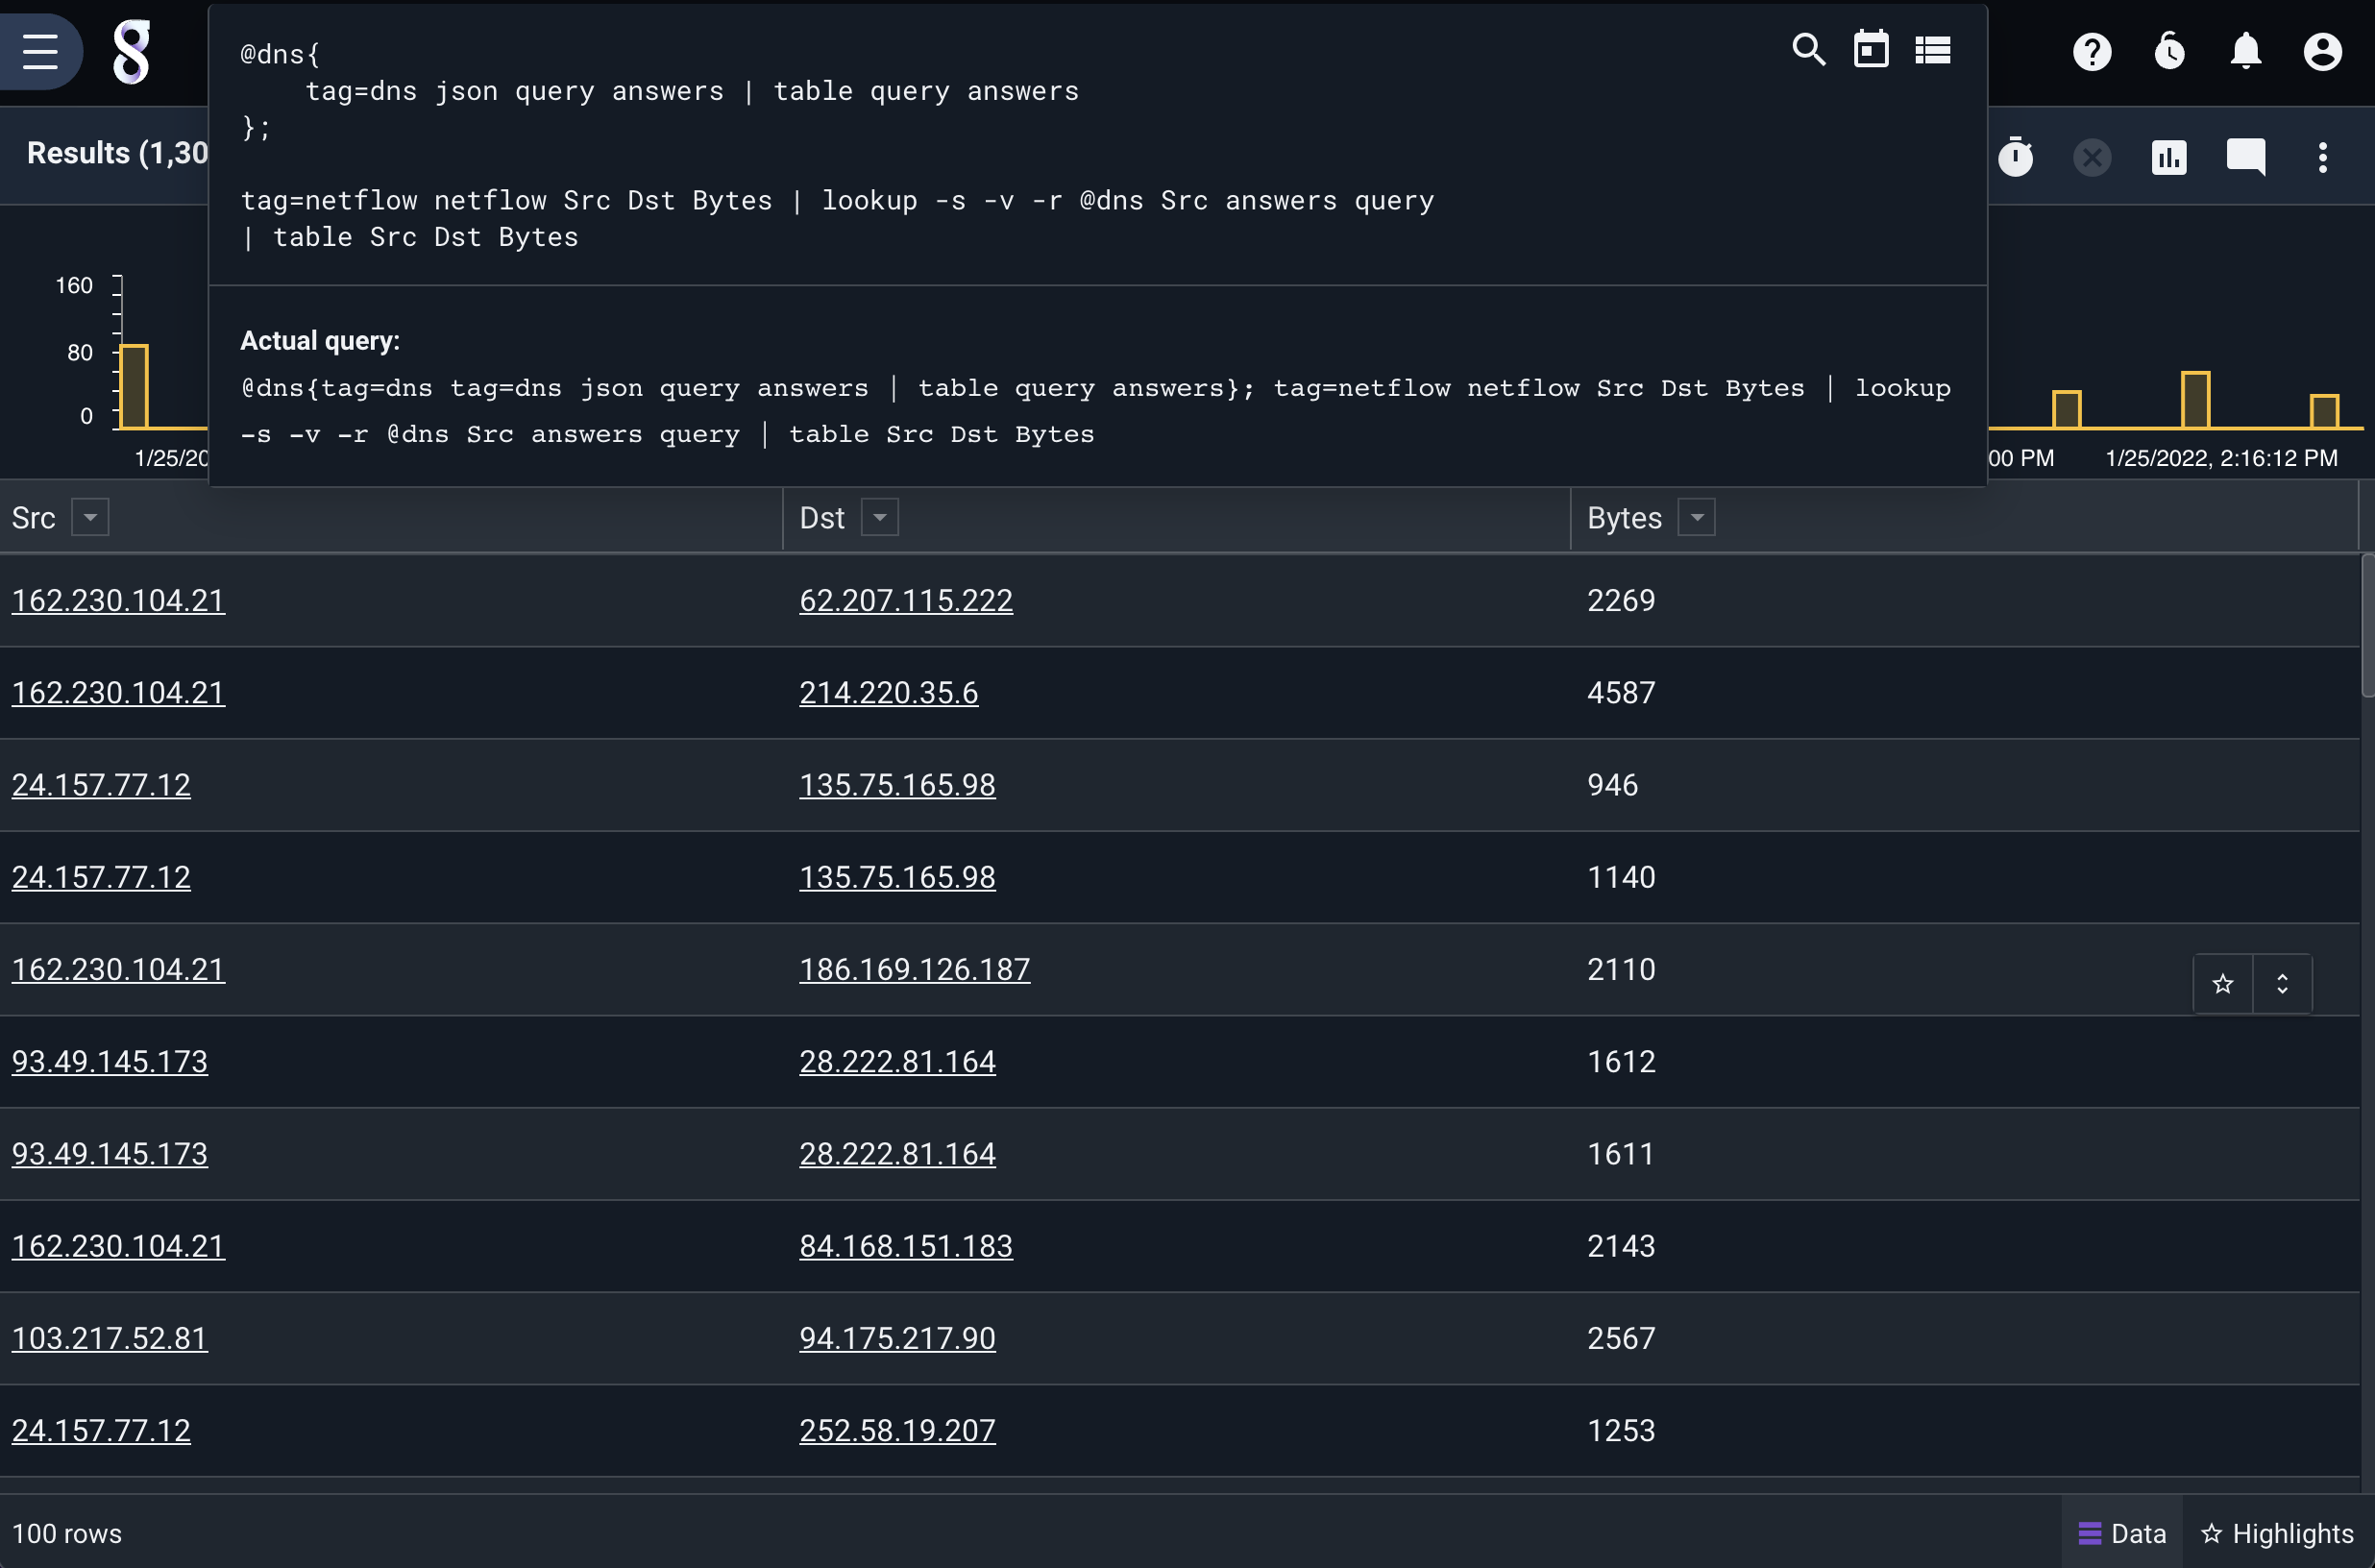 @dns{
    tag=dns json query answers | table query answers
};
tag=netflow netflow Src Dst Bytes | lookup -s -v -r @dns Src answers query
| table Src Dst Bytes
Results (1,30
Actual query:
@dns{tag=dns tag=dns json query answers | table query answers}; tag=netflow netflow Src Dst Bytes | lookup
-s -v -r @dns Src answers query | table Src Dst Bytes
160
80
0
1/25/20
00 PM
1/25/2022, 2:16:12 PM
Src Dst Bytes
162.230.104.21 62.207.115.222 2269
162.230.104.21 214.220.35.6 4587
24.157.77.12 135.75.165.98 946
24.157.77.12 135.75.165.98 1140
162.230.104.21 186.169.126.187 2110
93.49.145.173 28.222.81.164 1612
93.49.145.173 28.222.81.164 1611
162.230.104.21 84.168.151.183 2143
103.217.52.81 94.175.217.90 2567
24.157.77.12 252.58.19.207 1253
100 rows Data Highlights